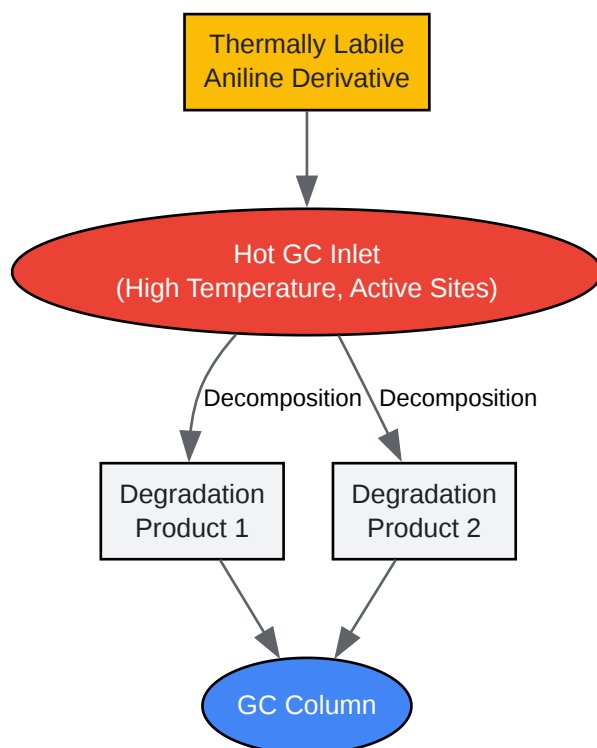 Thermally Labile
Aniline Derivative
Hot GC Inlet
(High Temperature, Active Sites)
Decomposition
Decomposition
Degradation
Product 1
Degradation
Product 2
GC Column